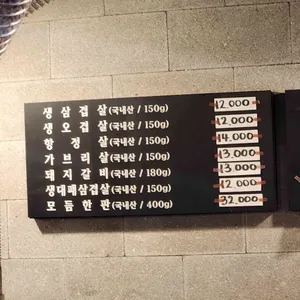 생삼겹살(국내산 / 150g) 12.000
생오겹살(국내산 / 150g) 12.000
항정살(국내산 / 150g) 14.000
가브리살(국내산 / 150g) 13.000
돼지갈비(국내산 / 180g) 13.000
생대패삼겹살(국내산 / 150g) 12.000
모듬한판(국내산 / 400g) 32.000